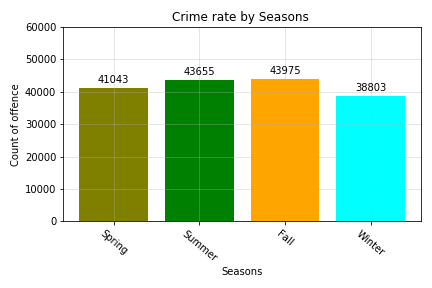 Crime rate by Seasons
60000
50000
40000
30000
20000
10000
0
Count of offence
41043
43655
43975
38803
Spring
Summer
Fall
Winter
Seasons